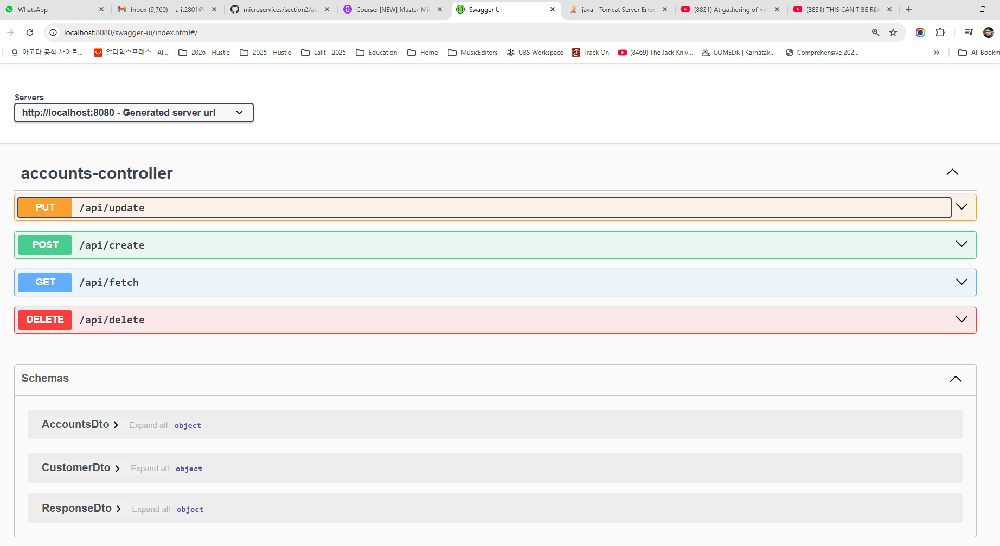 WhatsApp
Inbox (9,760) - lalit2801@
microservices/section2/ac
Course: [NEW] Master Mic
Swagger UI
java - Tomcat Server Error
(8831) At gathering of mil
(8831) THIS CAN'T BE REA
localhost:8080/swagger-ui/index.html#/
아고다 공식 사이트...
알리익스프레스 - Al...
2026 - Hustle
2025 - Hustle
Lalit - 2025
Education
Home
MusicEditors
UBS Workspace
Track On
(8469) The Jack Kniv...
COMEDK | Karnatak...
Comprehensive 202...
All Bookm
Servers
http://localhost:8080 - Generated server url
accounts-controller
PUT /api/update
POST /api/create
GET /api/fetch
DELETE /api/delete
Schemas
AccountsDto Expand all object
CustomerDto Expand all object
ResponseDto Expand all object